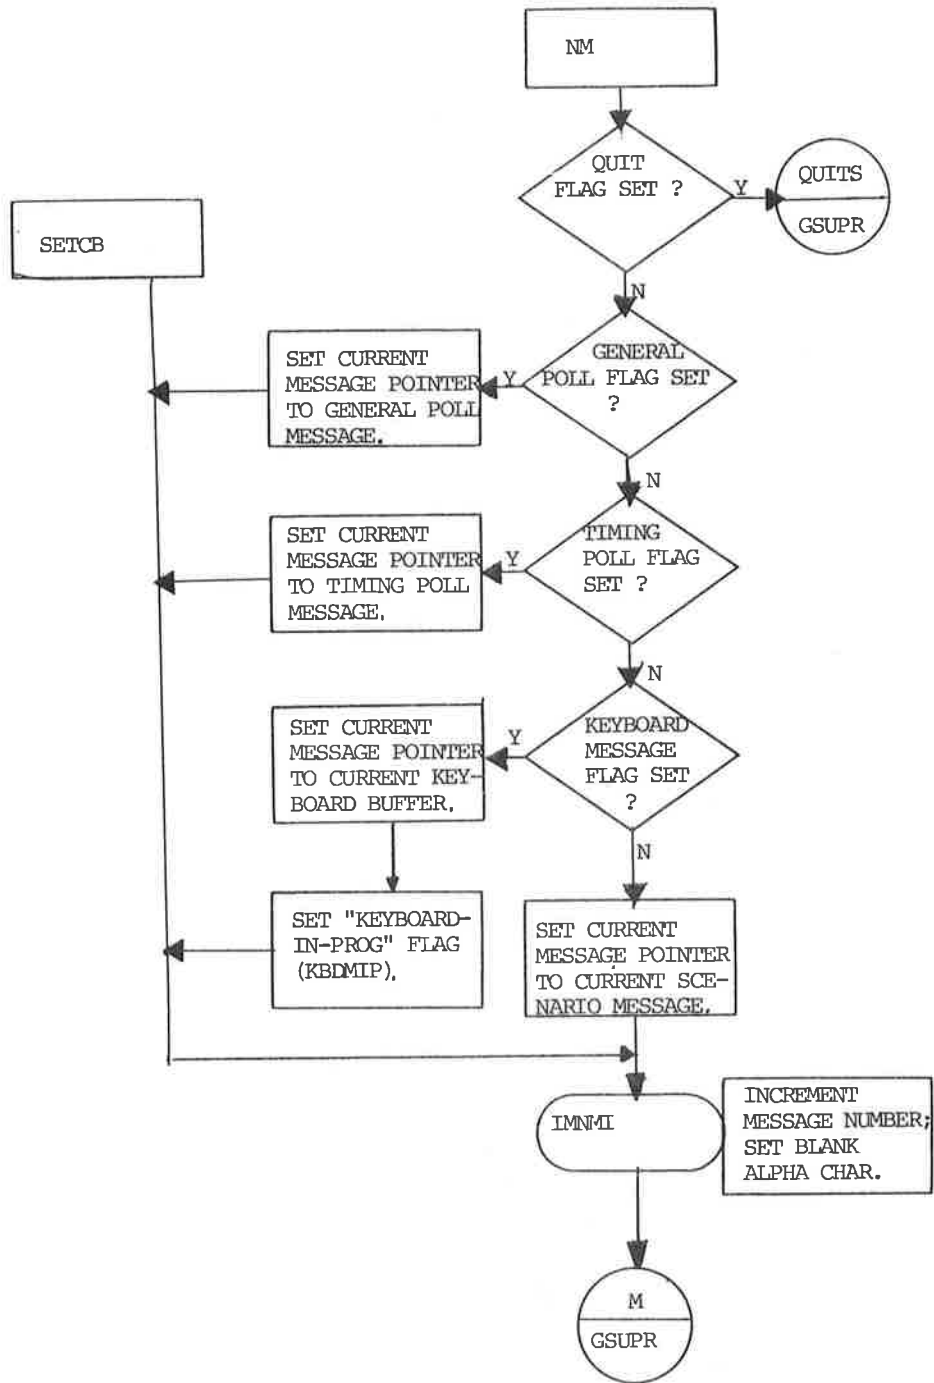 NM
QUIT
FLAG SET ?
Y
QUITS
GSUPR
SETCB
N
GENERAL
POLL FLAG SET
?
Y
SET CURRENT
MESSAGE POINTER
TO GENERAL POLL
MESSAGE.
N
TIMING
POLL FLAG
SET ?
Y
SET CURRENT
MESSAGE POINTER
TO TIMING POLL
MESSAGE.
N
KEYBOARD
MESSAGE
FLAG SET
?
Y
SET CURRENT
MESSAGE POINTER
TO CURRENT KEY-
BOARD BUFFER.
N
SET "KEYBOARD-
IN-PROG" FLAG
(KBDMIP).
SET CURRENT
MESSAGE POINTER
TO CURRENT SCE-
NARIO MESSAGE.
IMNMI
INCREMENT
MESSAGE NUMBER;
SET BLANK
ALPHA CHAR.
M
GSUPR